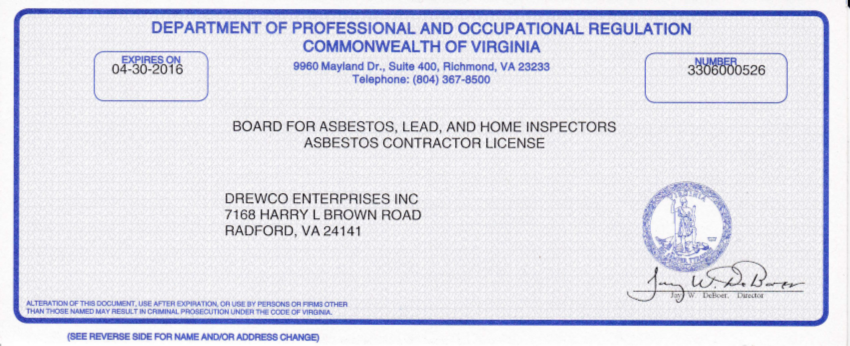 DEPARTMENT OF PROFESSIONAL AND OCCUPATIONAL REGULATION
COMMONWEALTH OF VIRGINIA
EXPIRES ON
04-30-2016
9960 Mayland Dr., Suite 400, Richmond, VA 23233
Telephone: (804) 367-8500
NUMBER
3306000526
BOARD FOR ASBESTOS, LEAD, AND HOME INSPECTORS
ASBESTOS CONTRACTOR LICENSE
DREWCO ENTERPRISES INC
7168 HARRY L BROWN ROAD
RADFORD, VA 24141
VIRGINIA
Jay W. DeBoer
Jay W. DeBoer, Director
ALTERATION OF THIS DOCUMENT, USE AFTER EXPIRATION, OR USE BY PERSONS OR FIRMS OTHER
THAN THOSE NAMED MAY RESULT IN CRIMINAL PROSECUTION UNDER THE CODE OF VIRGINIA.
(SEE REVERSE SIDE FOR NAME AND/OR ADDRESS CHANGE)